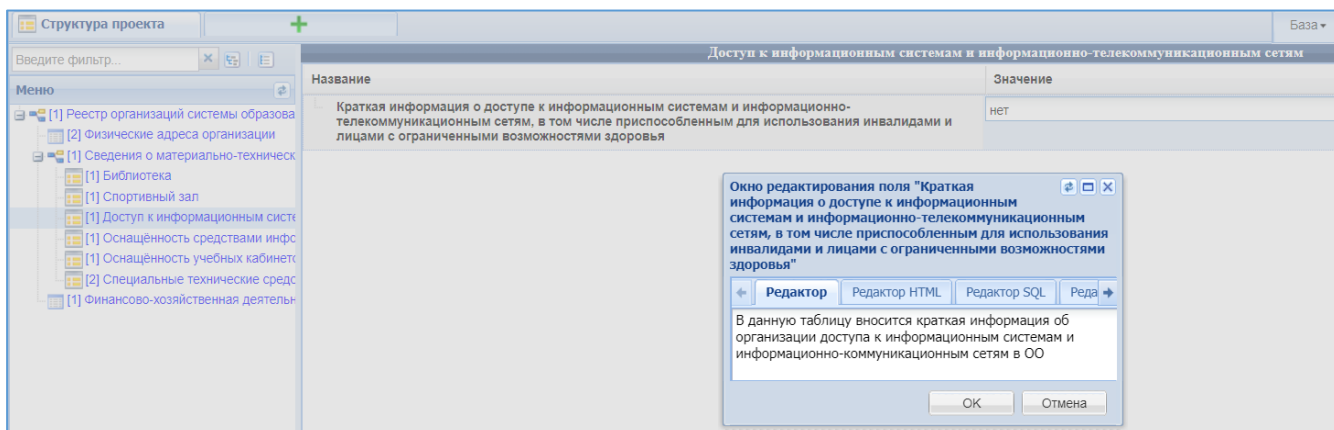 Структура проекта
База
Введите фильтр...
Доступ к информационным системам и информационно-телекоммуникационным сетям
Меню
Название
Значение
[1] Реестр организаций системы образова
[2] Физические адреса организации
[1] Сведения о материально-техническ
[1] Библиотека
[1] Спортивный зал
[1] Доступ к информационным систе
[1] Оснащённость средствами инфо
[1] Оснащённость учебных кабинето
[2] Специальные технические средс
[1] Финансово-хозяйственная деятельн
Краткая информация о доступе к информационным системам и информационно-
телекоммуникационным сетям, в том числе приспособленным для использования инвалидами и
лицами с ограниченными возможностями здоровья
нет
Окно редактирования поля "Краткая
информация о доступе к информационным
системам и информационно-телекоммуникационным
сетям, в том числе приспособленным для использования
инвалидами и лицами с ограниченными возможностями
здоровья"
Редактор
Редактор HTML
Редактор SQL
Реда
В данную таблицу вносится краткая информация об
организации доступа к информационным системам и
информационно-коммуникационным сетям в ОО
OK
Отмена